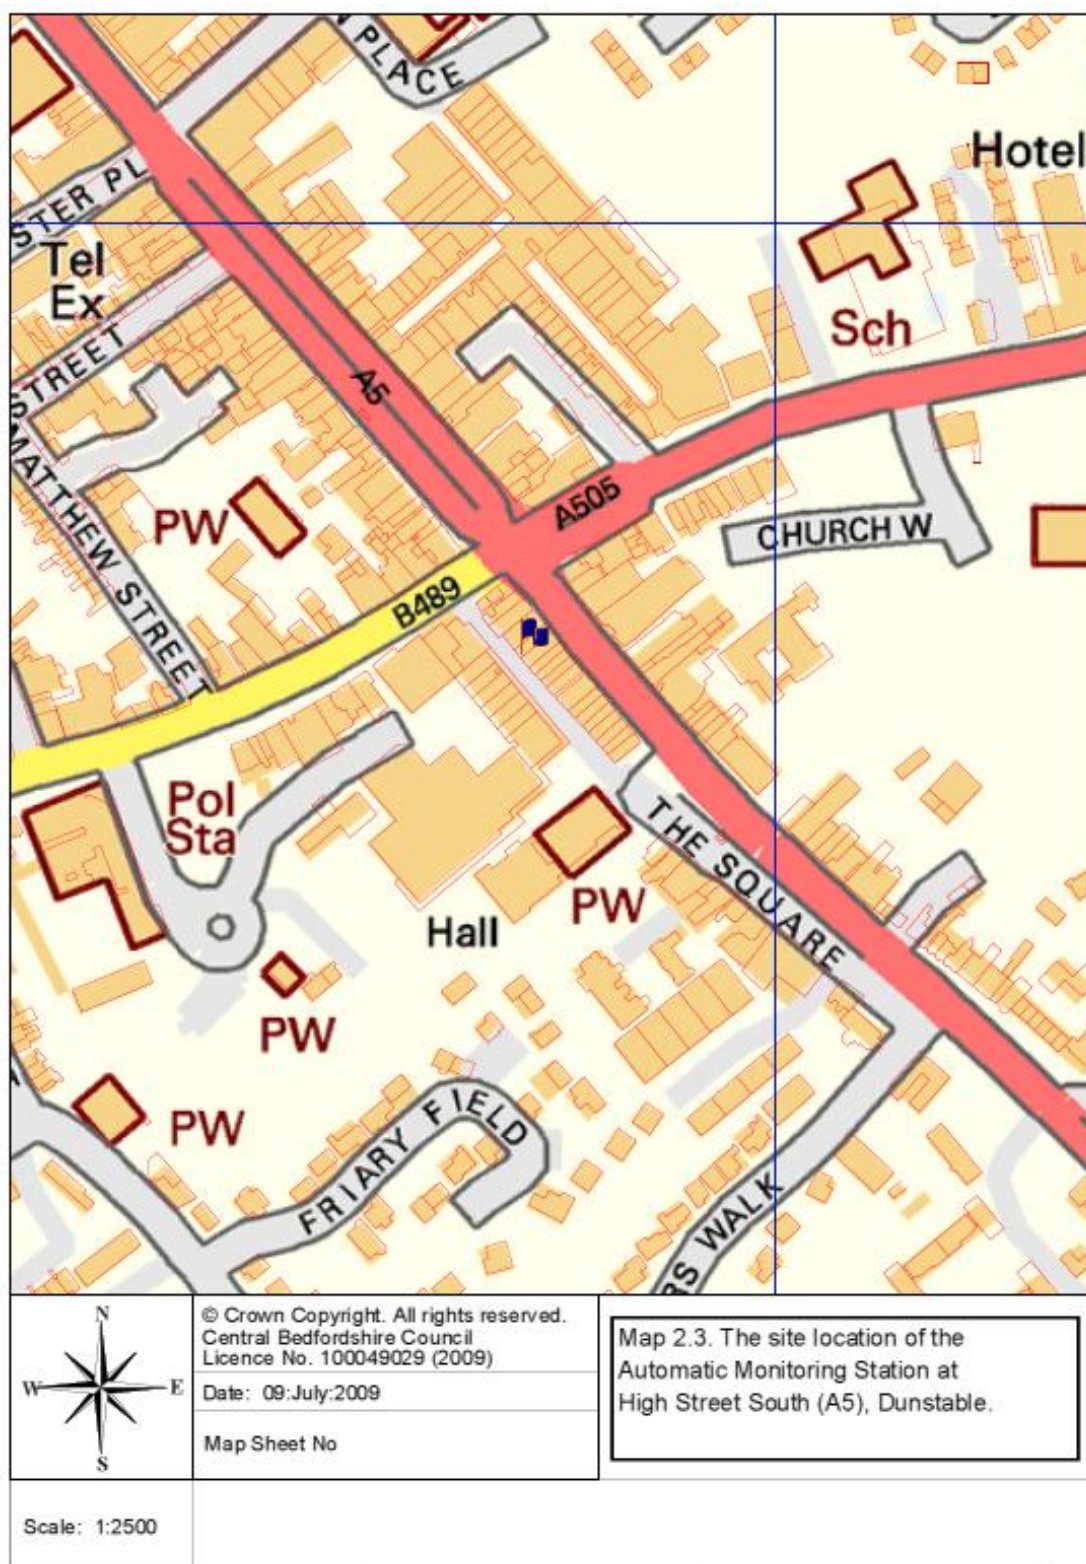 PLACE
Hotel
STER PL
Tel
Ex
STREET
Sch
A5
MATTHEW STREET
PW
A505
CHURCH W
B489
Pol
Sta
THE SQUARE
PW
Hall
PW
PW
FRIARY FIELD
RS WALK
N
W E
S
© Crown Copyright. All rights reserved.
Central Bedfordshire Council
Licence No. 100049029 (2009)
Date: 09:July:2009
Map Sheet No
Map 2.3. The site location of the
Automatic Monitoring Station at
High Street South (A5), Dunstable.
Scale: 1:2500